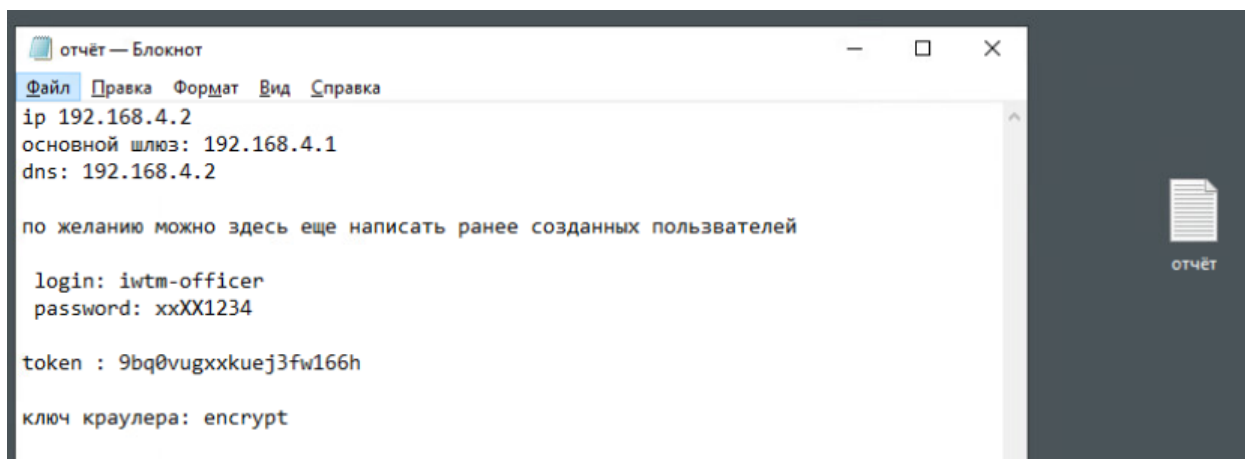 отчёт — Блокнот
Файл Правка Формат Вид Справка
ip 192.168.4.2
основной шлюз: 192.168.4.1
dns: 192.168.4.2
по желанию можно здесь еще написать ранее созданных пользвателей
login: iwtm-officer
password: xxXX1234
token : 9bq0vugxxkuej3fw166h
ключ краулера: encrypt
отчёт